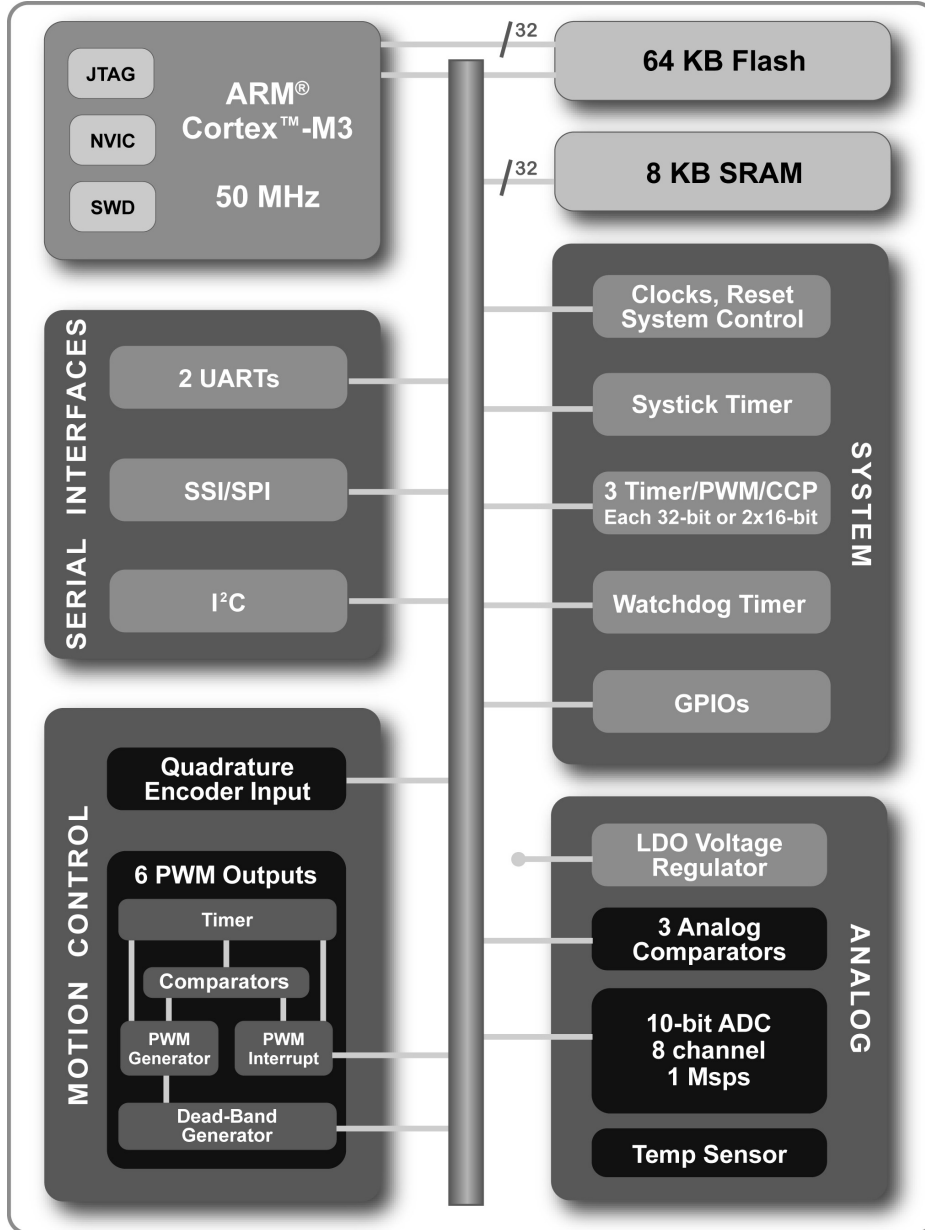 JTAG
NVIC
SWD
ARM®
Cortex™-M3
50 MHz
32
64 KB Flash
32
8 KB SRAM
SERIAL INTERFACES
2 UARTs
SSI/SPI
I²C
SYSTEM
Clocks, Reset
System Control
Systick Timer
3 Timer/PWM/CCP
Each 32-bit or 2x16-bit
Watchdog Timer
GPIOs
MOTION CONTROL
Quadrature
Encoder Input
6 PWM Outputs
Timer
Comparators
PWM
Generator
PWM
Interrupt
Dead-Band
Generator
ANALOG
LDO Voltage
Regulator
3 Analog
Comparators
10-bit ADC
8 channel
1 Msps
Temp Sensor